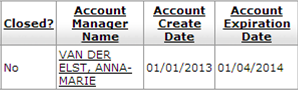 Closed? Account Manager Name Account Create Date Account Expiration Date
No VAN DER ELST, ANNA-MARIE 01/01/2013 01/04/2014